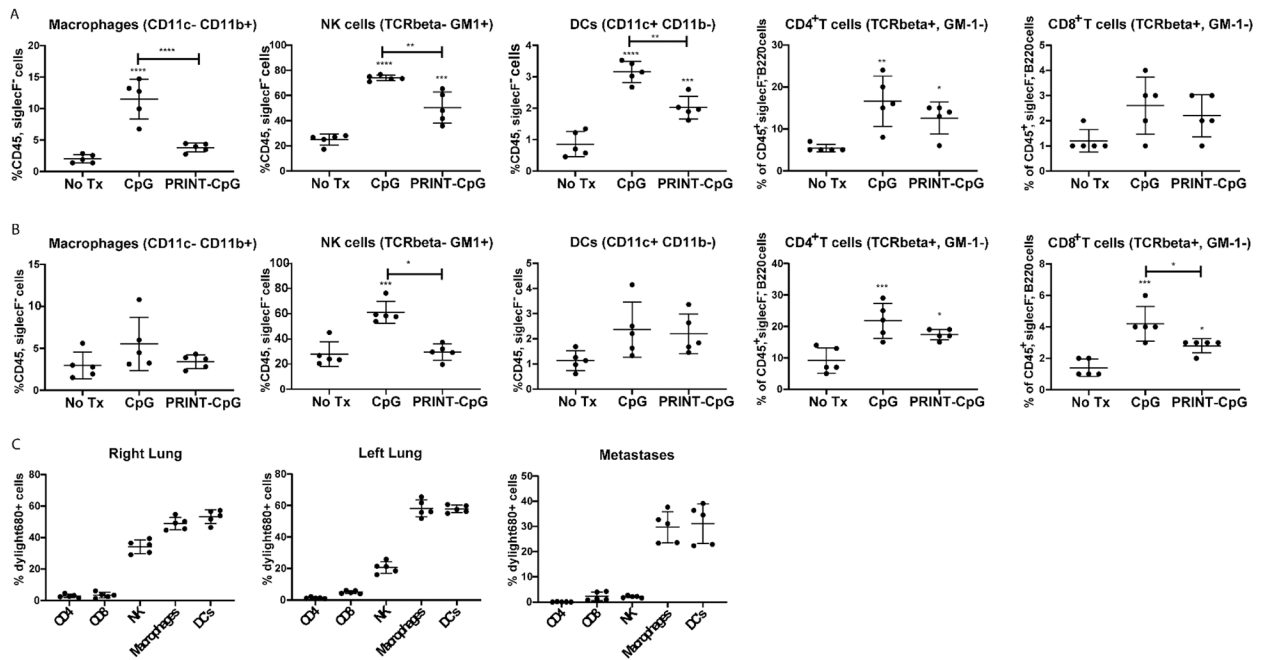 A
Macrophages (CD11c- CD11b+)
%CD45, siglecF- cells
20
15
10
5
0
****
****
No Tx CpG PRINT-CpG
NK cells (TCRbeta- GM1+)
%CD45, siglecF- cells
100
80
60
40
20
0
****
**
***
No Tx CpG PRINT-CpG
DCs (CD11c+ CD11b-)
%CD45, siglecF- cells
4
3
2
1
0
****
**
***
No Tx CpG PRINT-CpG
CD4+T cells (TCRbeta+, GM-1-)
% of CD45+, siglecF-, B220- cells
30
20
10
0
**
*
No Tx CpG PRINT-CpG
CD8+T cells (TCRbeta+, GM-1-)
% of CD45+, siglecF-, B220- cells
5
4
3
2
1
0
No Tx CpG PRINT-CpG
B
Macrophages (CD11c- CD11b+)
%CD45, siglecF- cells
15
10
5
0
No Tx CpG PRINT-CpG
NK cells (TCRbeta- GM1+)
%CD45, siglecF- cells
100
80
60
40
20
0
***
*
No Tx CpG PRINT-CpG
DCs (CD11c+ CD11b-)
%CD45, siglecF- cells
5
4
3
2
1
0
No Tx CpG PRINT-CpG
CD4+T cells (TCRbeta+, GM-1-)
% of CD45+, siglecF-, B220 cells
40
30
20
10
0
***
*
No Tx CpG PRINT-CpG
CD8+T cells (TCRbeta+, GM-1-)
% of CD45+, siglecF-, B220 cells
8
6
4
2
0
***
*
*
No Tx CpG PRINT-CpG
C
Right Lung
% dylight680+ cells
80
60
40
20
0
CD4 CD8 NK Macrophages DCs
Left Lung
% dylight680+ cells
80
60
40
20
0
CD4 CD8 NK Macrophages DCs
Metastases
% dylight680+ cells
50
40
30
20
10
0
CD4 CD8 NK Macrophages DCs